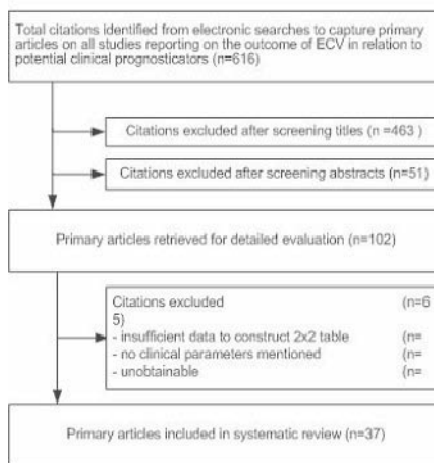 Total citations identified from electronic searches to capture primary
articles on all studies reporting on the outcome of ECV in relation to
potential clinical prognosticators (n=616)
Citations excluded after screening titles (n =463 )
Citations excluded after screening abstracts (n=51)
Primary articles retrieved for detailed evaluation (n=102)
Citations excluded (n=6
5)
- insufficient data to construct 2x2 table (n=
- no clinical parameters mentioned (n=
- unobtainable (n=
Primary articles included in systematic review (n=37)